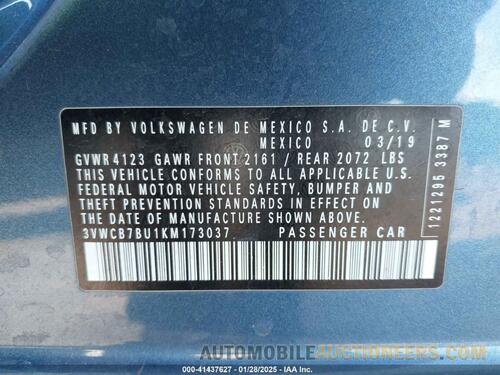 MFD BY VOLKSWAGEN DE MEXICO S.A. DE C.V.
MEXICO 03/19
GVWR 4123 GAWR FRONT 2161 / REAR 2072 LBS
THIS VEHICLE CONFORMS TO ALL APPLICABLE U.S.
FEDERAL MOTOR VEHICLE SAFETY, BUMPER AND
THEFT PREVENTION STANDARDS IN EFFECT ON THE
DATE OF MANUFACTURE SHOWN ABOVE.
3VWCB7BU1KM173037 PASSENGER CAR
1221295 3387 M
000-41437627 - 01/28/2025 - IAA Inc.
AUTOMOBILE-STATISTICS.COM